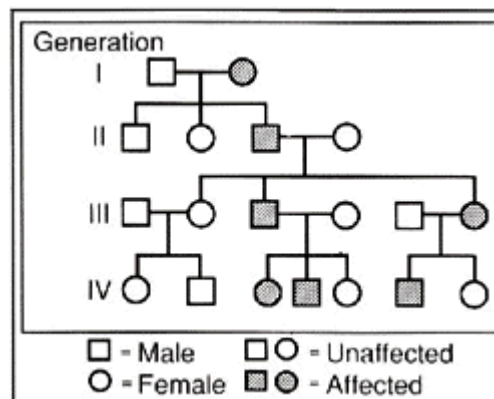 Generation
I
II
III
IV
= Male = Unaffected
= Female = Affected